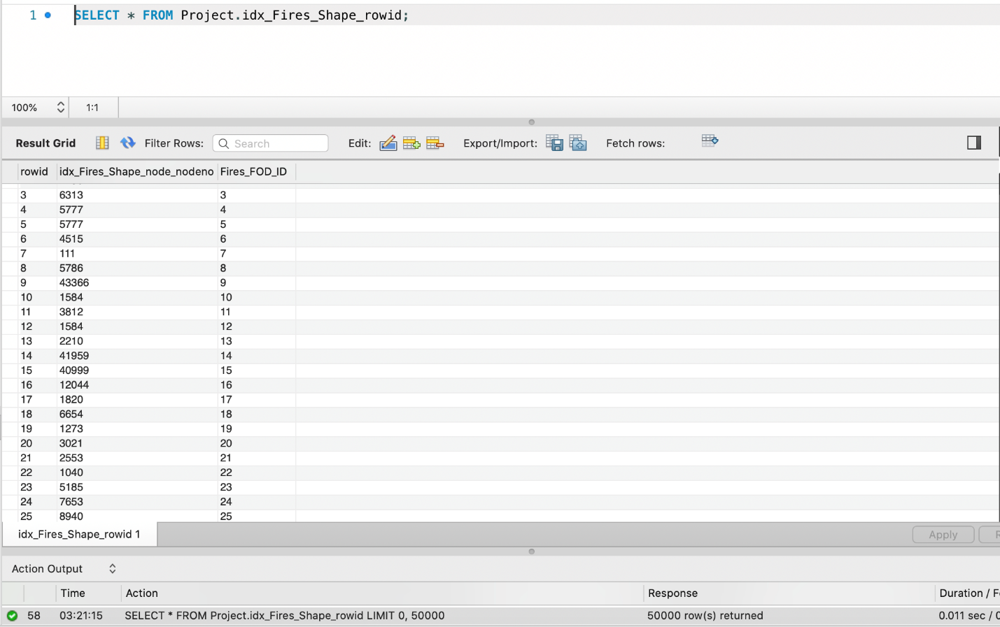 1 SELECT * FROM Project.idx_Fires_Shape_rowid;
100% 1:1
Result Grid Filter Rows: Search Edit: Export/Import: Fetch rows:
rowid idx_Fires_Shape_node_nodeno Fires_FOD_ID
3 6313 3
4 5777 4
5 5777 5
6 4515 6
7 111 7
8 5786 8
9 43366 9
10 1584 10
11 3812 11
12 1584 12
13 2210 13
14 41959 14
15 40999 15
16 12044 16
17 1820 17
18 6654 18
19 1273 19
20 3021 20
21 2553 21
22 1040 22
23 5185 23
24 7653 24
25 8940 25
idx_Fires_Shape_rowid 1 Apply
Action Output
Time Action Response Duration / F
58 03:21:15 SELECT * FROM Project.idx_Fires_Shape_rowid LIMIT 0, 50000 50000 row(s) returned 0.011 sec / 0